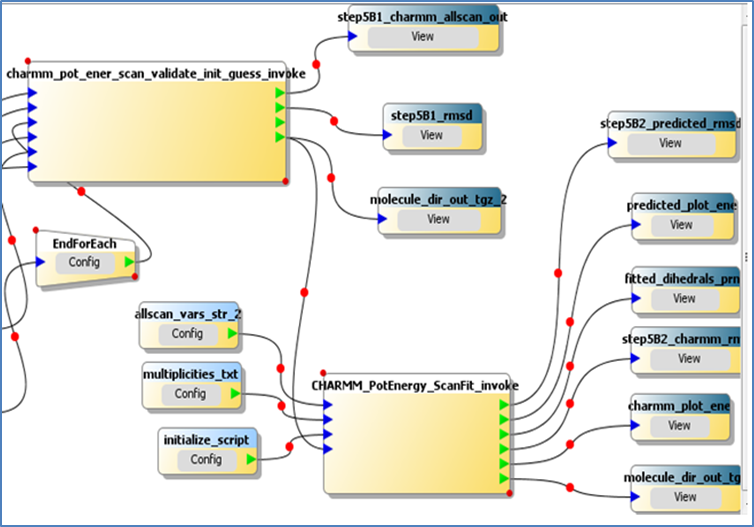 step5B1_charmm_allscan_out
View
charmm_pot_ener_scan_validate_init_guess_invoke
step5B1_rmsd
View
step5B2_predicted_rmsd
View
molecule_dir_out_tgz_2
View
predicted_plot_ene
View
EndForEach
Config
fitted_dihedrals_prn
View
allscan_vars_str_2
Config
step5B2_charmm_rn
View
multiplicities_txt
Config
CHARMM_PotEnergy_ScanFit_invoke
charmm_plot_ene
View
initialize_script
Config
molecule_dir_out_tg
View